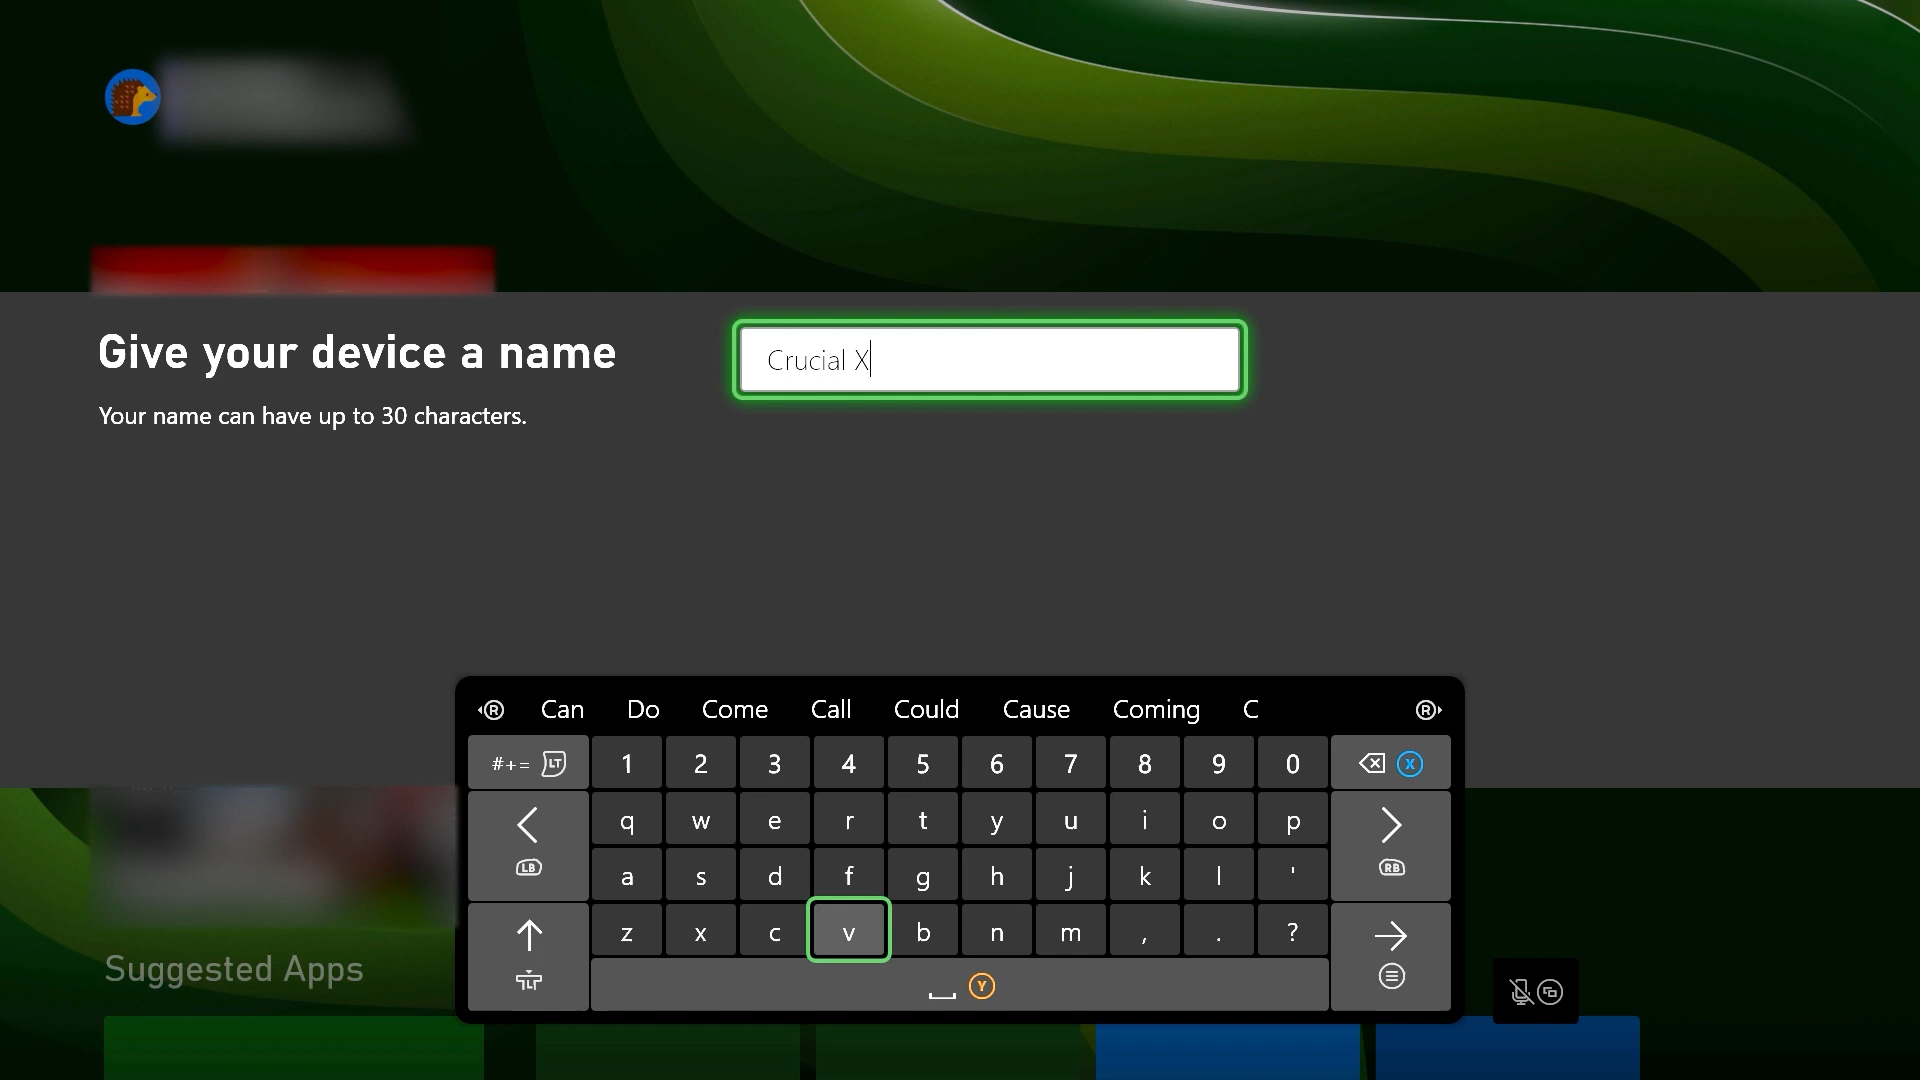 Give your device a name
Crucial X
Your name can have up to 30 characters.
R Can Do Come Call Could Cause Coming C R
#+= LT 1 2 3 4 5 6 7 8 9 0 X
q w e r t y u i o p
LB a s d f g h j k l ' RB
z x c v b n m , . ?
Y
Suggested Apps